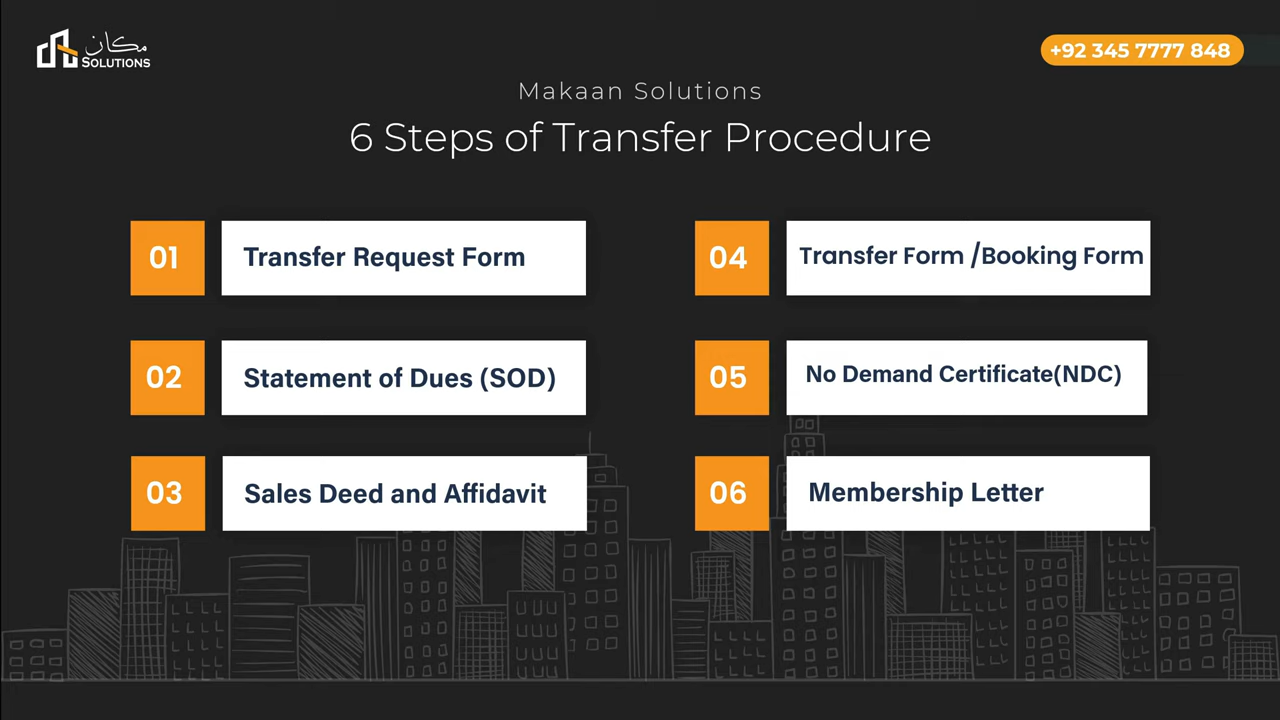 مكان
SOLUTIONS
+92 345 7777 848
Makaan Solutions
6 Steps of Transfer Procedure
01
Transfer Request Form
02
Statement of Dues (SOD)
03
Sales Deed and Affidavit
04
Transfer Form /Booking Form
05
No Demand Certificate(NDC)
06
Membership Letter